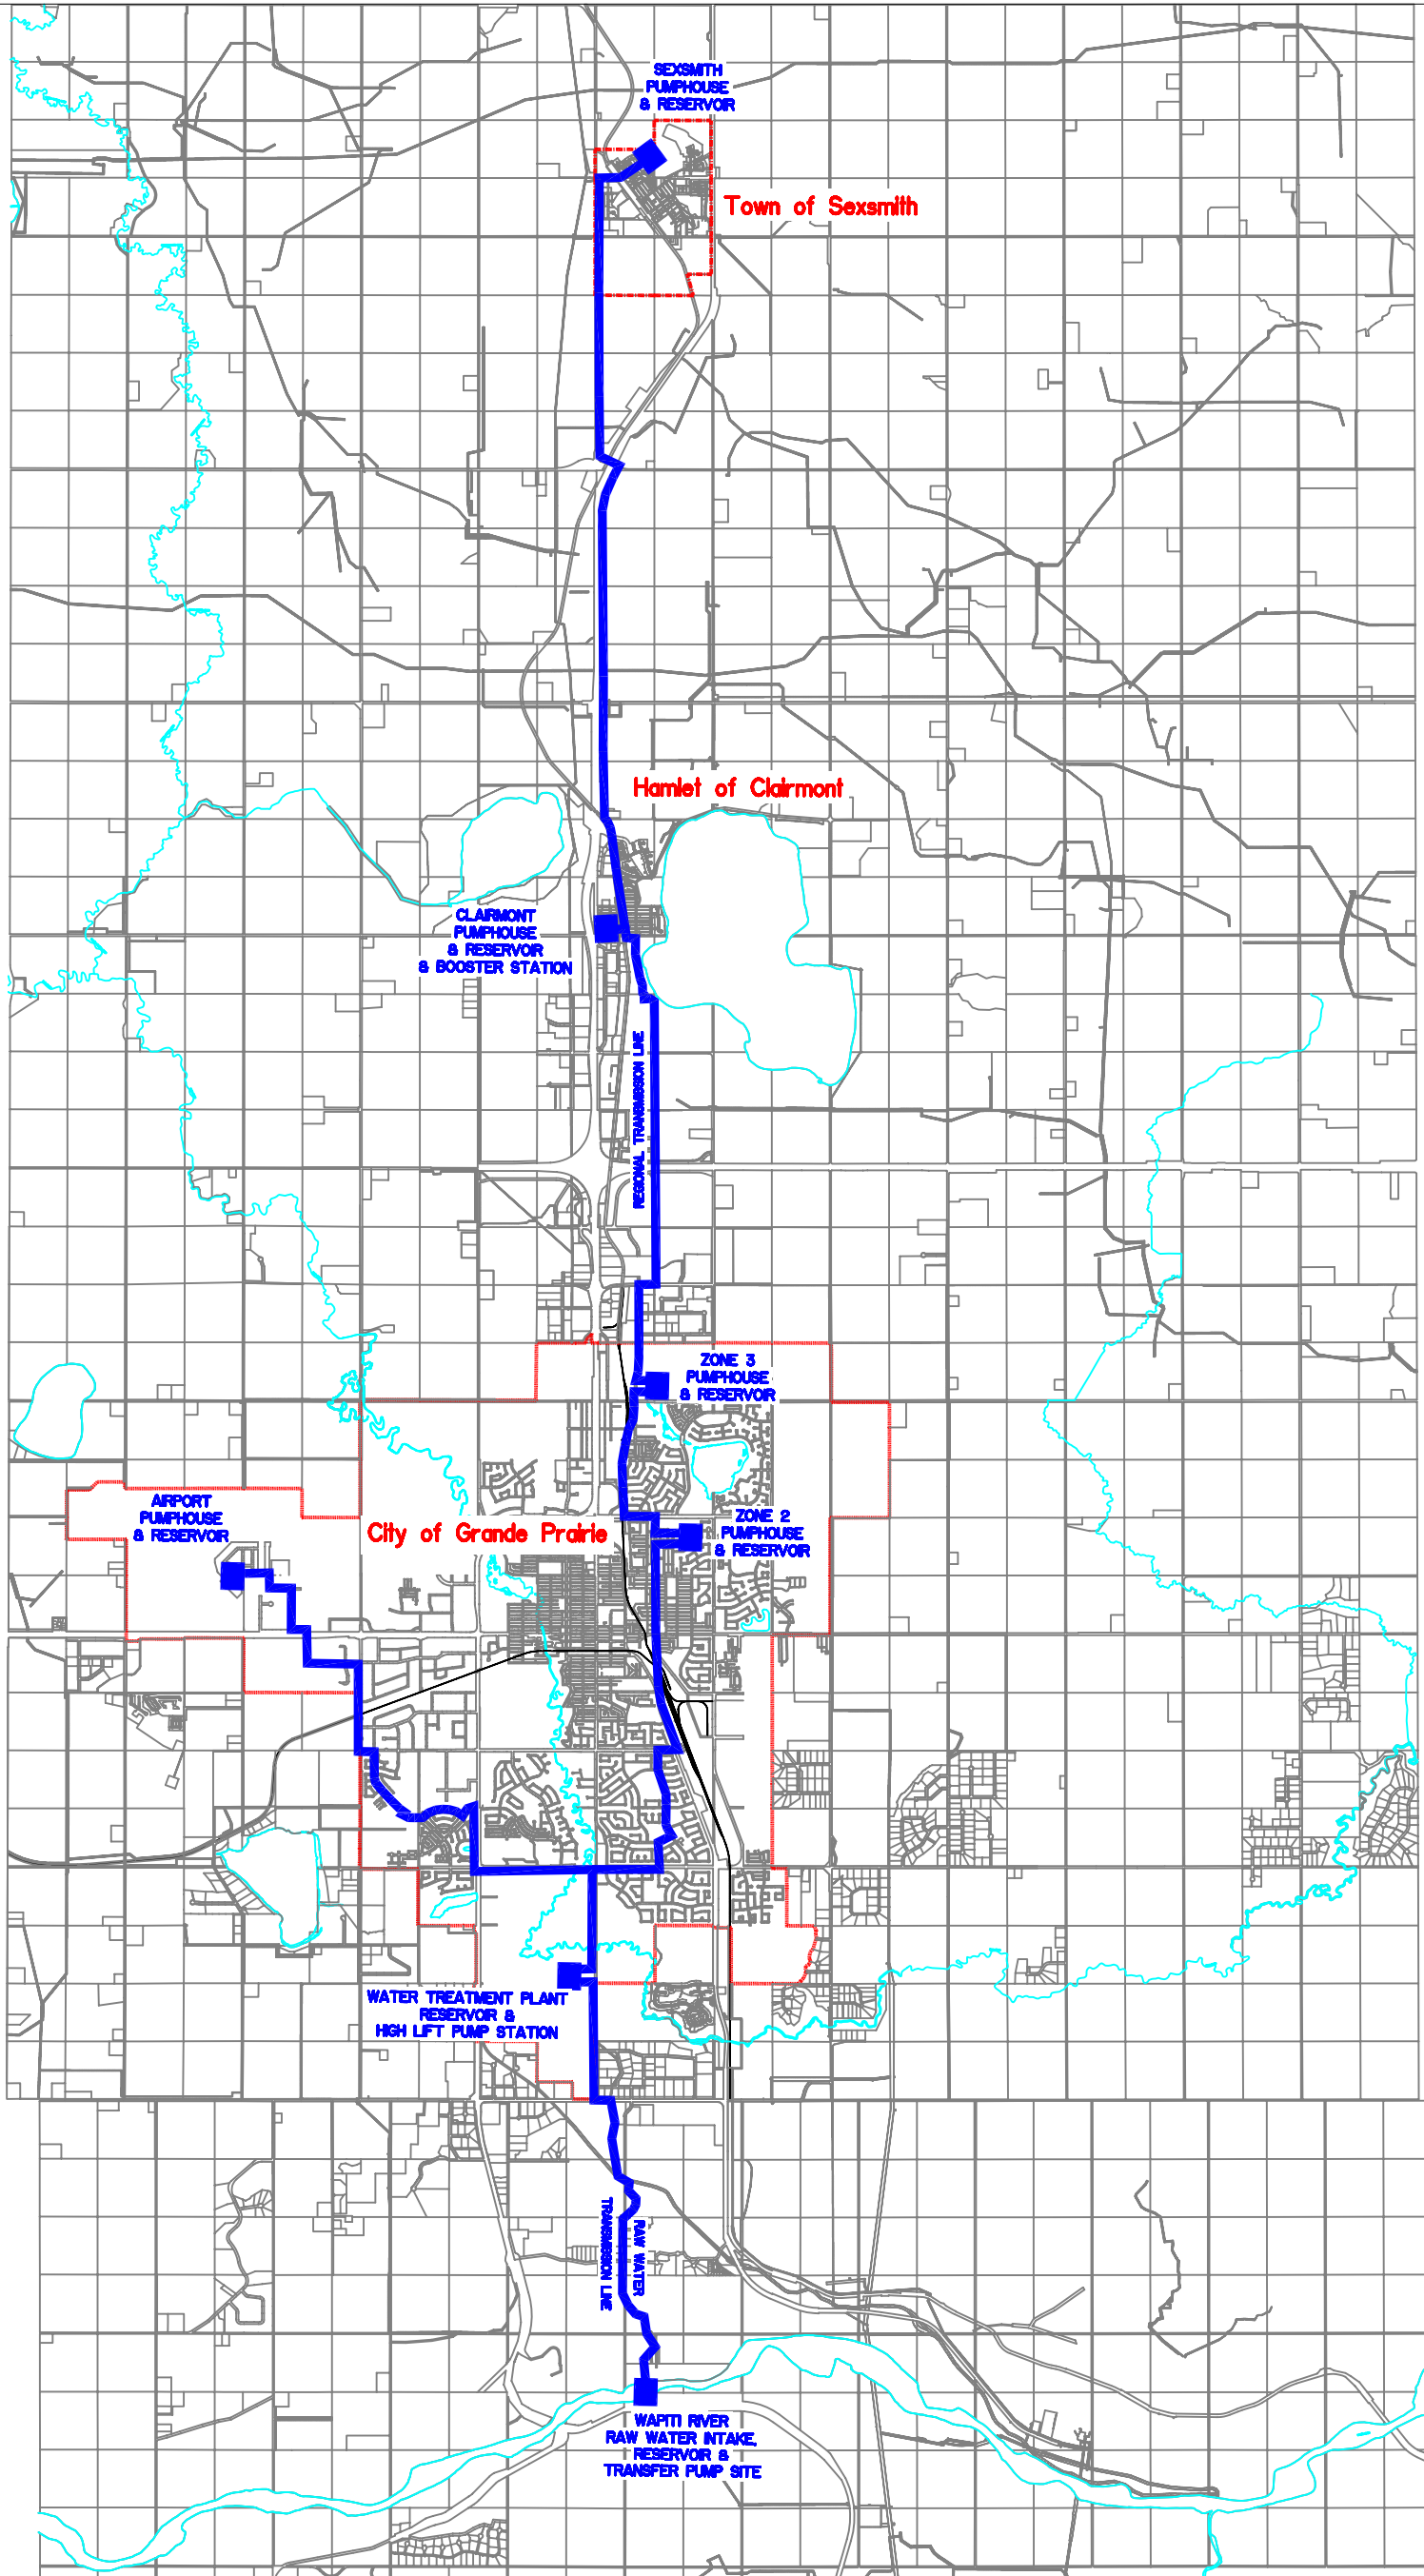 SEXSMITH
PUMPHOUSE
& RESERVOIR
Town of Sexsmith
Hamlet of Clairmont
CLAIRMONT
PUMPHOUSE
& RESERVOIR
& BOOSTER STATION
REGIONAL TRANSMISSION LINE
ZONE 3
PUMPHOUSE
& RESERVOIR
AIRPORT
PUMPHOUSE
& RESERVOIR
City of Grande Prairie
ZONE 2
PUMPHOUSE
& RESERVOIR
WATER TREATMENT PLANT
RESERVOIR &
HIGH LIFT PUMP STATION
RAW WATER
TRANSMISSION LINE
WAPITI RIVER
RAW WATER INTAKE,
RESERVOIR &
TRANSFER PUMP SITE